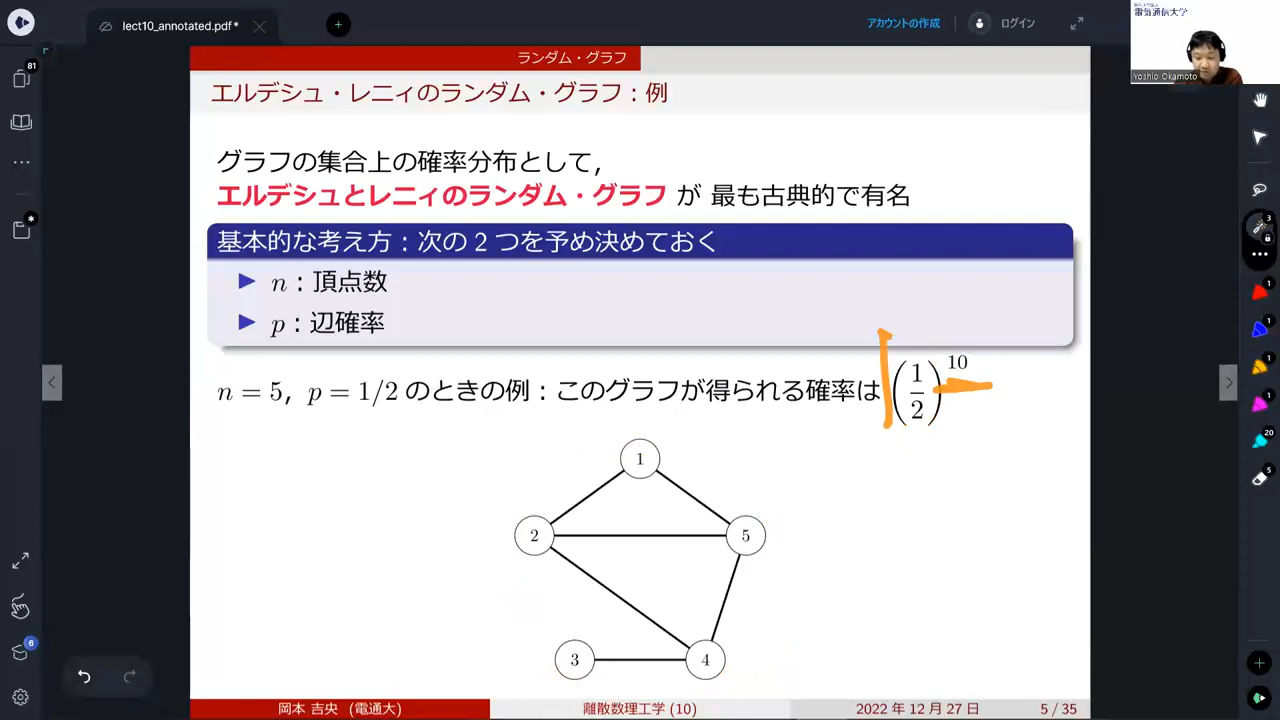 81
lect10_annotated.pdf*
アカウントの作成
ログイン
電気通信大学
Yoshio Okamoto
ランダム・グラフ
エルデシュ・レニィのランダム・グラフ：例
グラフの集合上の確率分布として，
エルデシュとレニィのランダム・グラフ が 最も古典的で有名
基本的な考え方：次の 2 つを予め決めておく
▶ n：頂点数
▶ p：辺確率
n = 5，p = 1/2 のときの例：このグラフが得られる確率は (1/2)^10
1
2
5
3
4
岡本 吉央 (電通大)
離散数理工学 (10)
2022 年 12 月 27 日
5 / 35
3
1
1
1
1
20
5
6